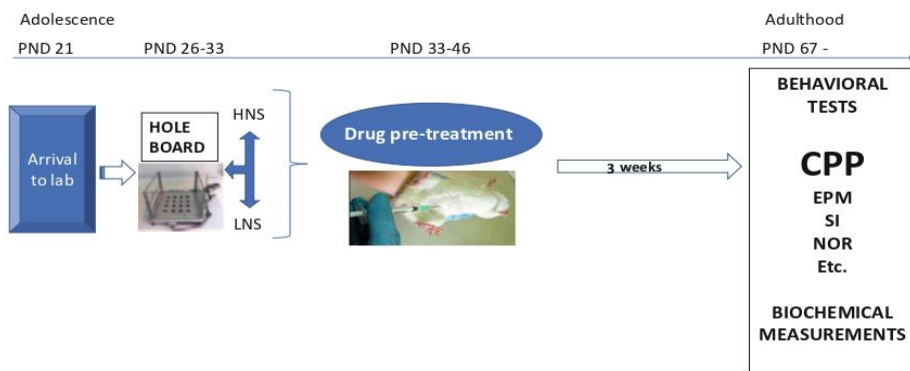 Adolescence
Adulthood
PND 21
PND 26-33
PND 33-46
PND 67 -
Arrival
to lab
HOLE
BOARD
HNS
LNS
Drug pre-treatment
3 weeks
BEHAVIORAL
TESTS
CPP
EPM
SI
NOR
Etc.
BIOCHEMICAL
MEASUREMENTS